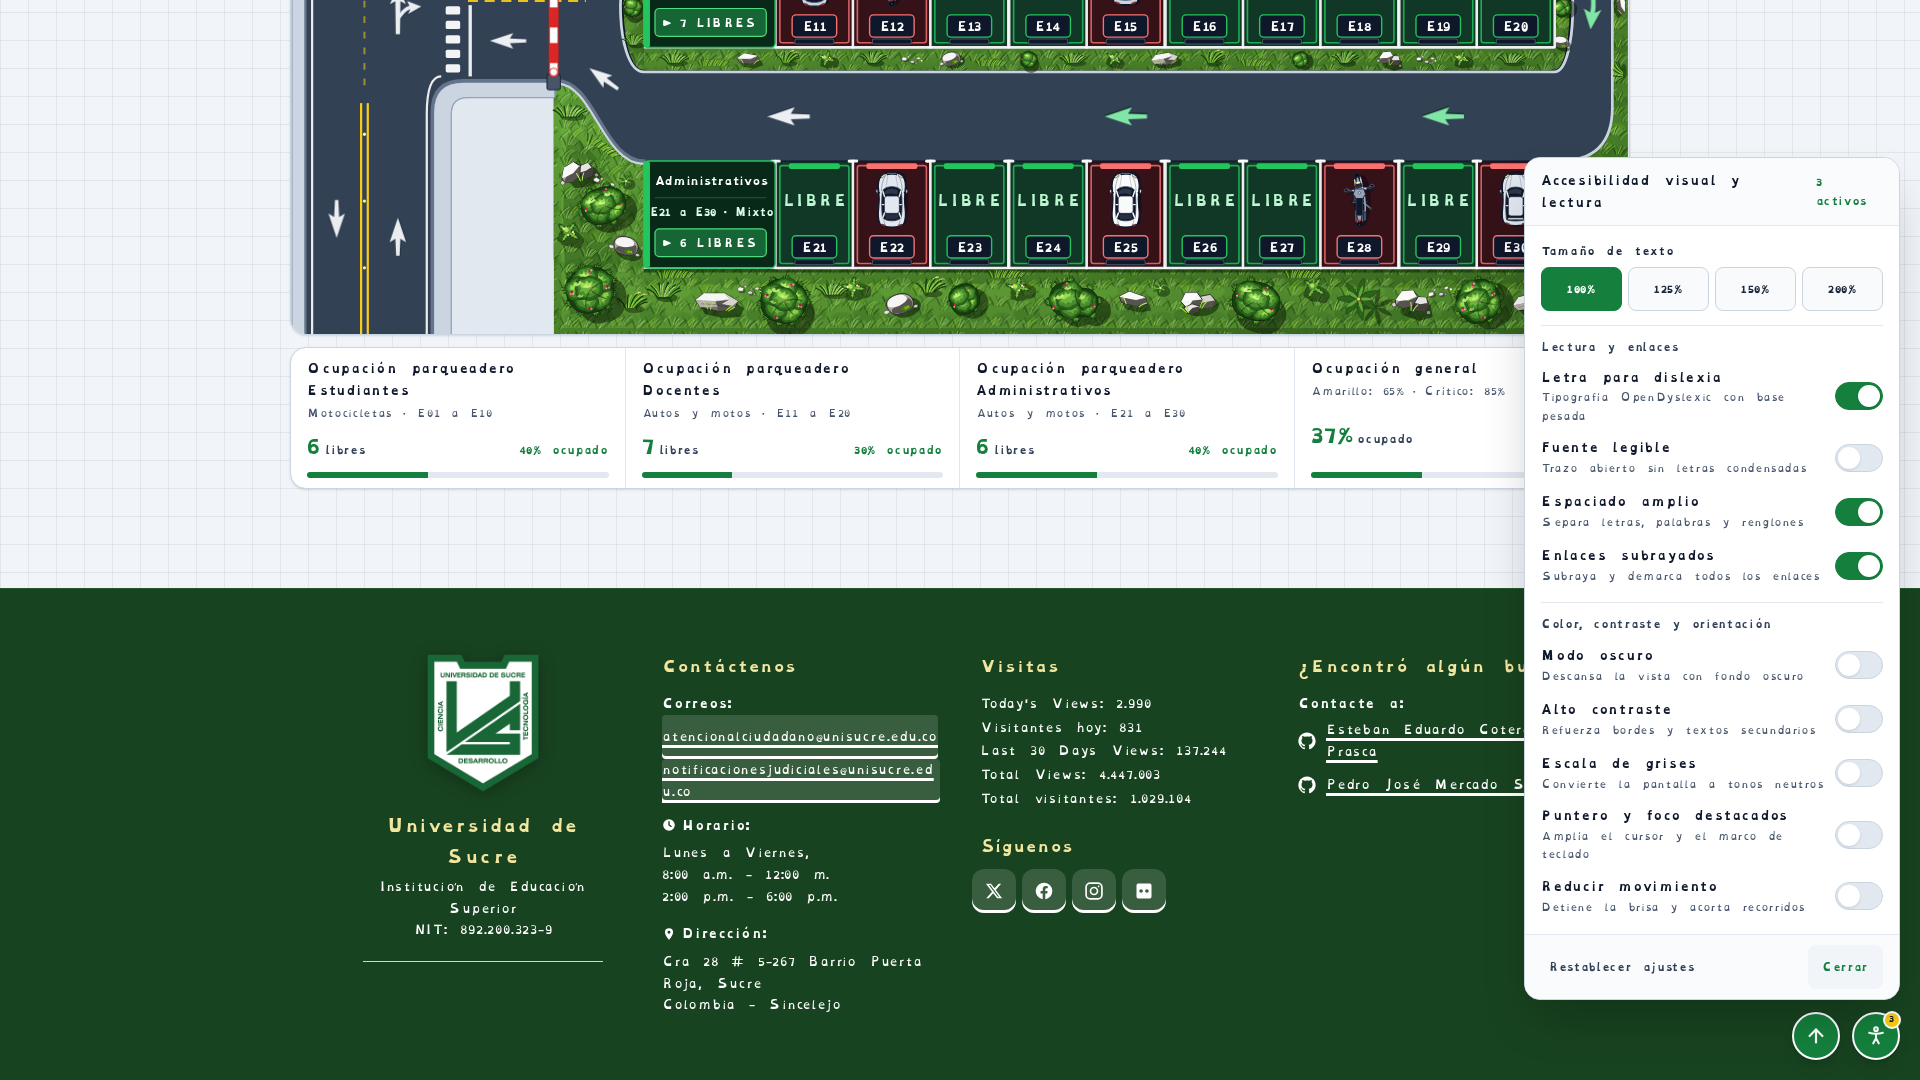 ► 7 LIBRES
E11
E12
E13
E14
E15
E16
E17
E18
E19
E20
Administrativos
E21 a E30 · Mixto
► 6 LIBRES
LIBRE
LIBRE
LIBRE
LIBRE
LIBRE
LIBRE
E21
E22
E23
E24
E25
E26
E27
E28
E29
Ocupación parqueadero
Estudiantes
Motocicletas · E01 a E10
6 libres
40% ocupado
Ocupación parqueadero
Docentes
Autos y motos · E11 a E20
7 libres
30% ocupado
Ocupación parqueadero
Administrativos
Autos y motos · E21 a E30
6 libres
40% ocupado
Ocupación general
Amarillo: 65% · Crítico: 85%
37% ocupado
UNIVERSIDAD DE SUCRE
CIENCIA
TECNOLOGÍA
DESARROLLO
Universidad de
Sucre
Institución de Educación
Superior
NIT: 892.200.323-9
Contáctenos
Correos:
atencionalciudadano@unisucre.edu.co
notificacionesjudiciales@unisucre.ed
u.co
Horario:
Lunes a Viernes,
8:00 a.m. – 12:00 m.
2:00 p.m. – 6:00 p.m.
Dirección:
Cra 28 # 5-267 Barrio Puerta
Roja, Sucre
Colombia – Sincelejo
Visitas
Today's Views: 2.990
Visitantes hoy: 831
Last 30 Days Views: 137.244
Total Views: 4.447.003
Total visitantes: 1.029.104
Síguenos
¿Encontró algún bu
Contacte a:
Esteban Eduardo Coter
Prasca
Pedro José Mercado S
Accesibilidad visual y
lectura
3
activos
Tamaño de texto
100%
125%
150%
200%
Lectura y enlaces
Letra para dislexia
Tipografía OpenDyslexic con base
pesada
Fuente legible
Trazo abierto sin letras condensadas
Espaciado amplio
Separa letras, palabras y renglones
Enlaces subrayados
Subraya y demarca todos los enlaces
Color, contraste y orientación
Modo oscuro
Descansa la vista con fondo oscuro
Alto contraste
Refuerza bordes y textos secundarios
Escala de grises
Convierte la pantalla a tonos neutros
Puntero y foco destacados
Amplía el cursor y el marco de
teclado
Reducir movimiento
Detiene la brisa y acorta recorridos
Restablecer ajustes
Cerrar
3